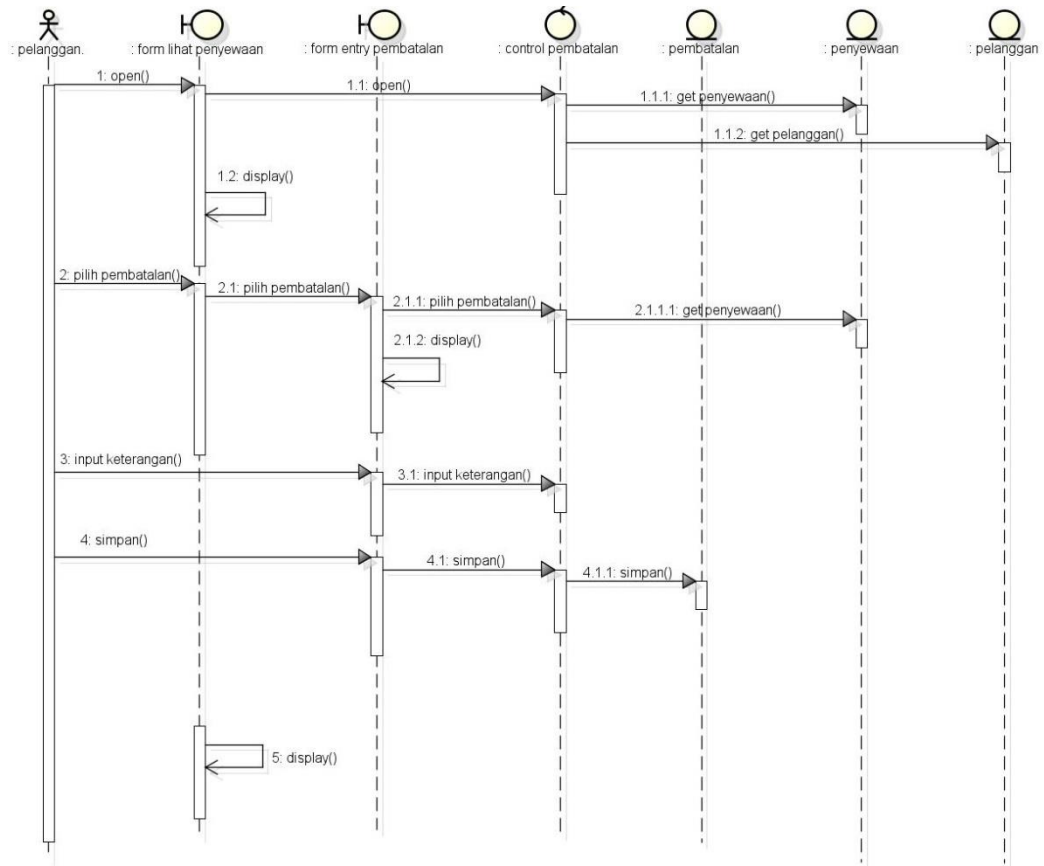 : pelanggan.
: form lihat penyewaan
: form entry pembatalan
: control pembatalan
: pembatalan
: penyewaan
: pelanggan
1: open()
1.1: open()
1.1.1: get penyewaan()
1.1.2: get pelanggan()
1.2: display()
2: pilih pembatalan()
2.1: pilih pembatalan()
2.1.1: pilih pembatalan()
2.1.1.1: get penyewaan()
2.1.2: display()
3: input keterangan()
3.1: input keterangan()
4: simpan()
4.1: simpan()
4.1.1: simpan()
5: display()